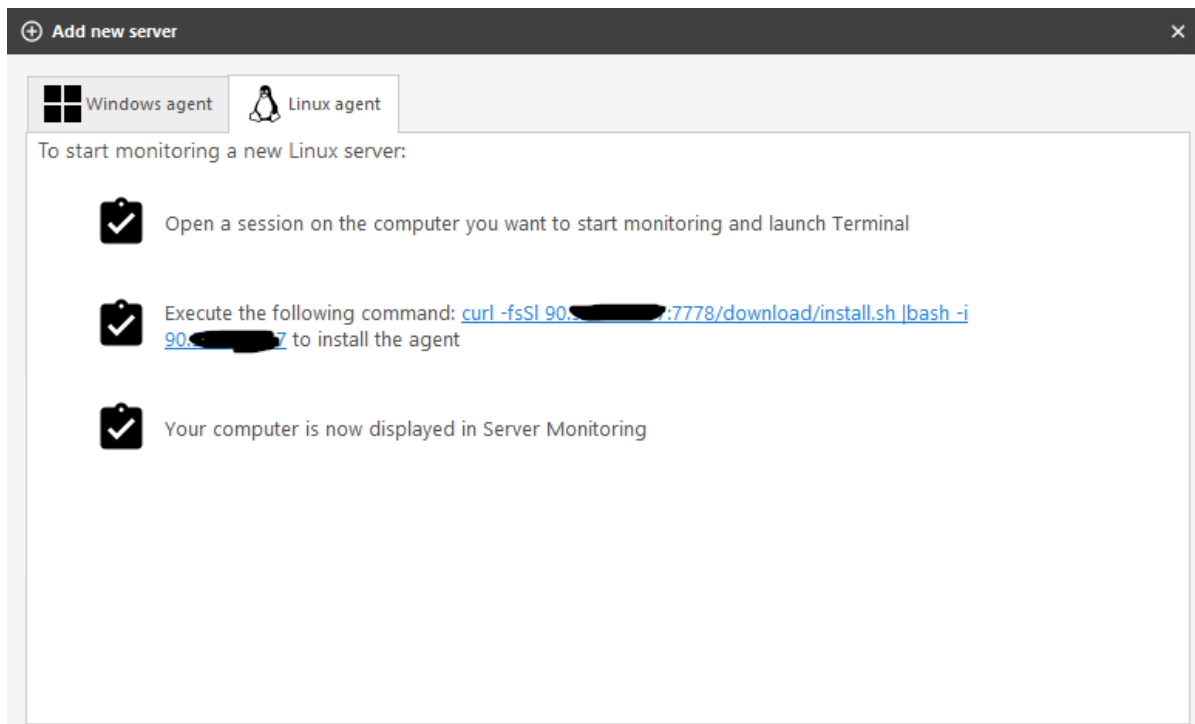 Add new server
Windows agent
Linux agent
To start monitoring a new Linux server:
Open a session on the computer you want to start monitoring and launch Terminal
Execute the following command: curl -fsSl 90. :7778/download/install.sh |bash -i
90. 7 to install the agent
Your computer is now displayed in Server Monitoring